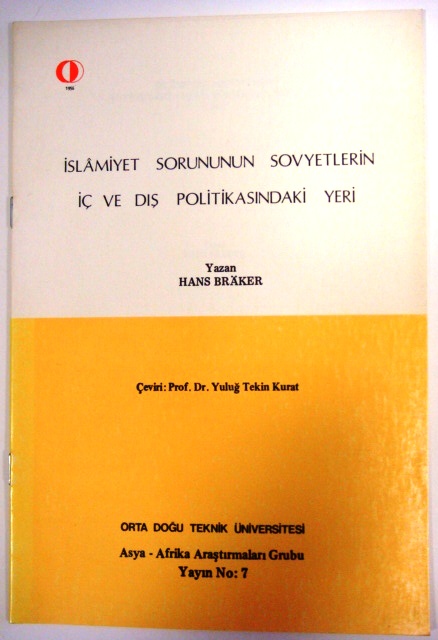 1956
İSLÂMİYET SORUNUNUN SOVYETLERİN
İÇ VE DIŞ POLİTİKASINDAKİ YERİ
Yazan
HANS BRÄKER
Çeviri: Prof. Dr. Yuluğ Tekin Kurat
ORTA DOĞU TEKNİK ÜNİVERSİTESİ
Asya - Afrika Araştırmaları Grubu
Yayın No: 7